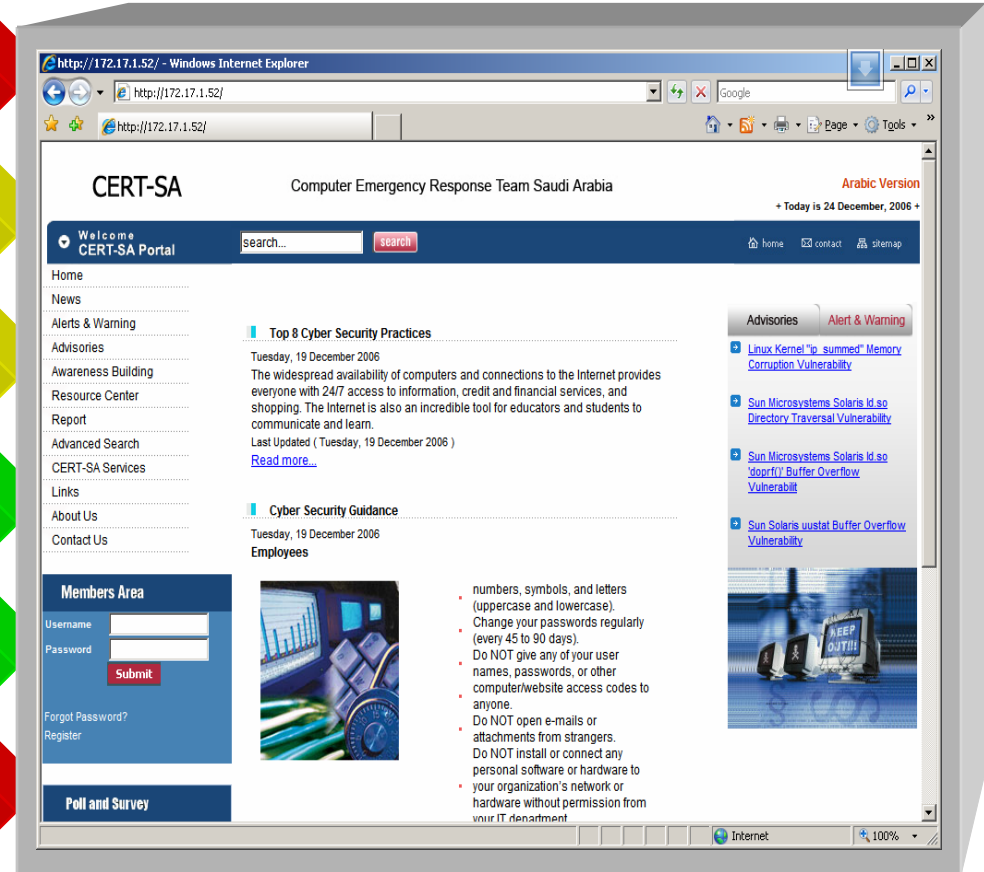 http://172.17.1.52/ - Windows Internet Explorer
http://172.17.1.52/
Google
http://172.17.1.52/
Page
Tools
»
CERT-SA
Computer Emergency Response Team Saudi Arabia
Arabic Version
+ Today is 24 December, 2006 +
Welcome
CERT-SA Portal
search...
search
home
contact
sitemap
Home
News
Alerts & Warning
Advisories
Awareness Building
Resource Center
Report
Advanced Search
CERT-SA Services
Links
About Us
Contact Us
Members Area
Username
Password
Submit
Forgot Password?
Register
Poll and Survey
Top 8 Cyber Security Practices
Tuesday, 19 December 2006
The widespread availability of computers and connections to the Internet provides
everyone with 24/7 access to information, credit and financial services, and
shopping. The Internet is also an incredible tool for educators and students to
communicate and learn.
Last Updated ( Tuesday, 19 December 2006 )
Read more...
Cyber Security Guidance
Tuesday, 19 December 2006
Employees
numbers, symbols, and letters
(uppercase and lowercase).
Change your passwords regularly
(every 45 to 90 days).
Do NOT give any of your user
names, passwords, or other
computer/website access codes to
anyone.
Do NOT open e-mails or
attachments from strangers.
Do NOT install or connect any
personal software or hardware to
your organization's network or
hardware without permission from
your IT department
Advisories
Alert & Warning
Linux Kernel "ip_summed" Memory
Corruption Vulnerability
Sun Microsystems Solaris ld.so
Directory Traversal Vulnerability
Sun Microsystems Solaris ld.so
'doprf()' Buffer Overflow
Vulnerabilit
Sun Solaris uustat Buffer Overflow
Vulnerability
KEEP
OUT!!!
Internet
100%